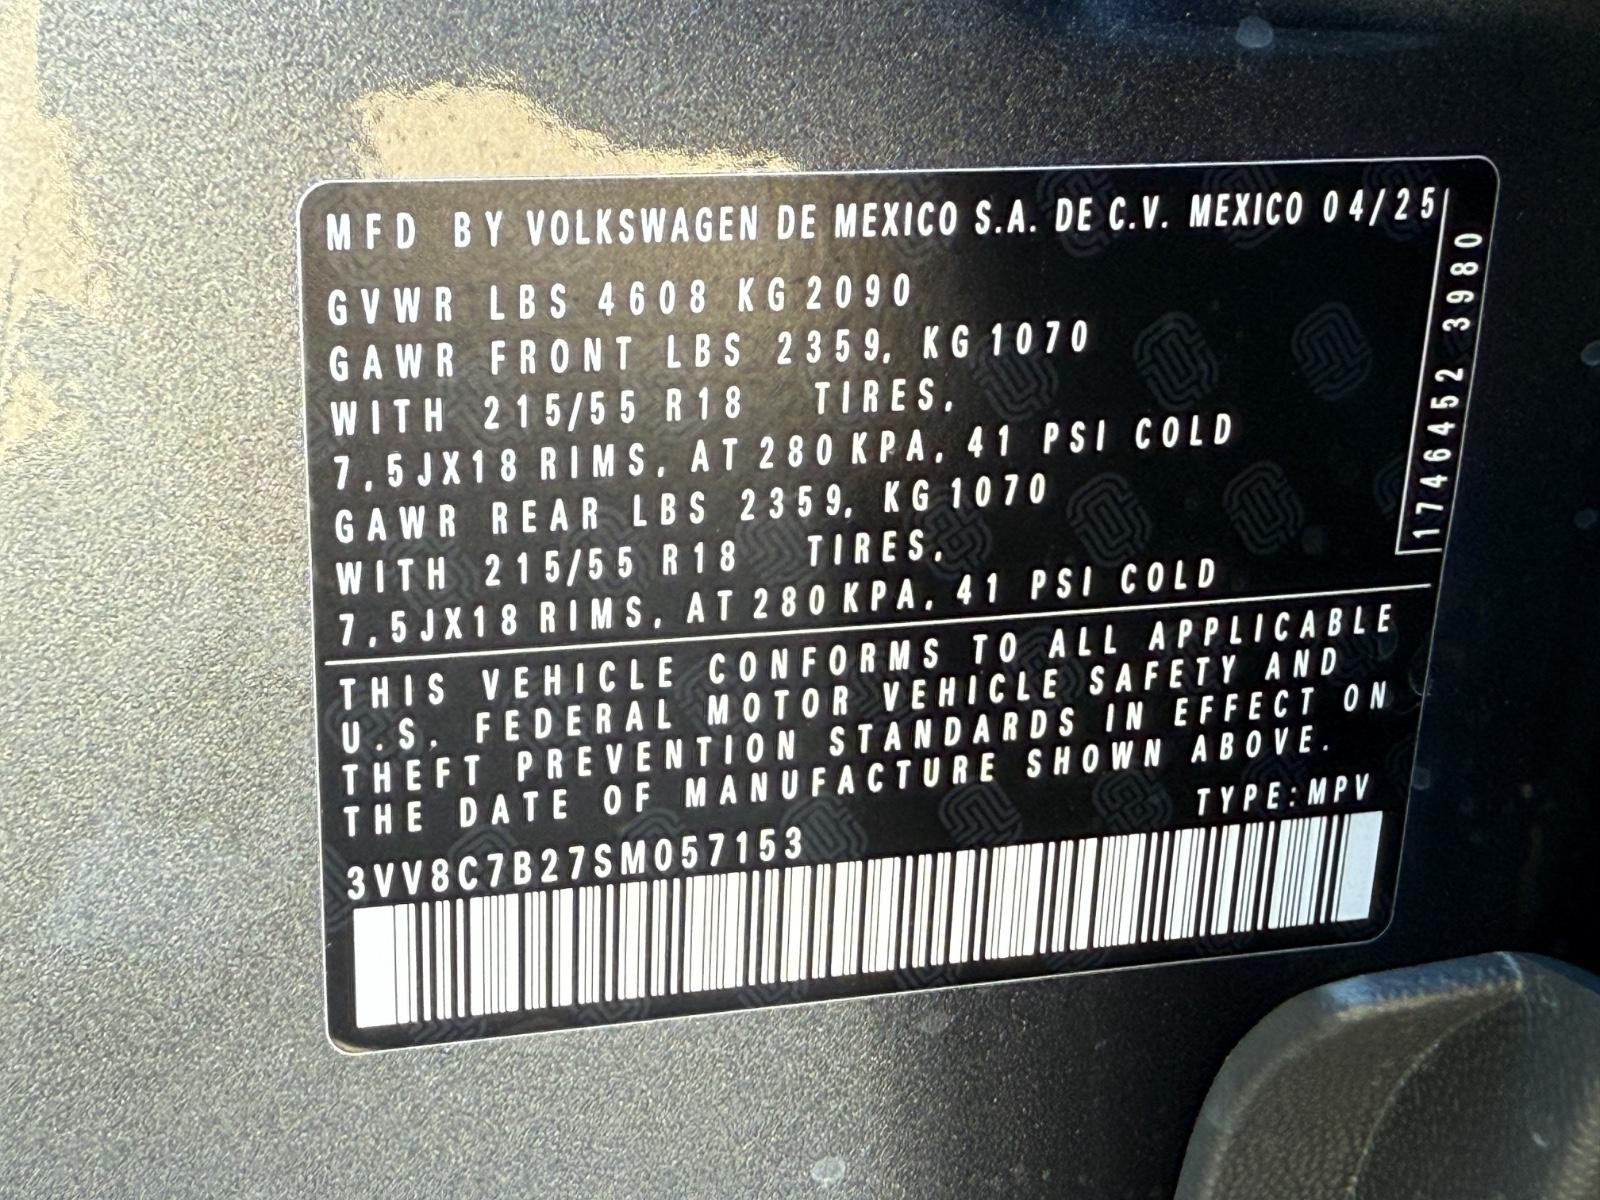 MFD BY VOLKSWAGEN DE MEXICO S.A. DE C.V. MEXICO 04/25
GVWR LBS 4608 KG 2090
GAWR FRONT LBS 2359, KG 1070
WITH 215/55 R18 TIRES,
7,5JX18 RIMS, AT 280 KPA, 41 PSI COLD
GAWR REAR LBS 2359, KG 1070
WITH 215/55 R18 TIRES,
7,5JX18 RIMS, AT 280 KPA, 41 PSI COLD
1746452 3980
THIS VEHICLE CONFORMS TO ALL APPLICABLE
U.S. FEDERAL MOTOR VEHICLE SAFETY AND
THEFT PREVENTION STANDARDS IN EFFECT ON
THE DATE OF MANUFACTURE SHOWN ABOVE.
TYPE:MPV
3VV8C7B27SM057153